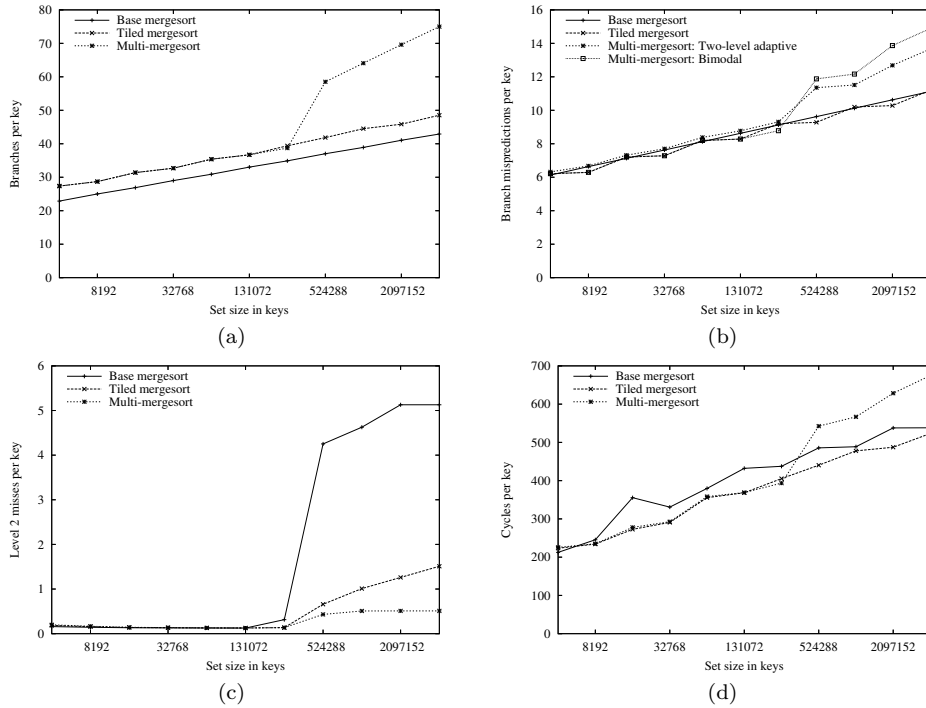 Branches per key
80
70
60
50
40
30
20
10
0
Base mergesort
Tiled mergesort
Multi-mergesort
8192
32768
131072
524288
2097152
Set size in keys
(a)
Branch mispredictions per key
16
14
12
10
8
6
4
2
0
Base mergesort
Tiled mergesort
Multi-mergesort: Two-level adaptive
Multi-mergesort: Bimodal
8192
32768
131072
524288
2097152
Set size in keys
(b)
Level 2 misses per key
6
5
4
3
2
1
0
Base mergesort
Tiled mergesort
Multi-mergesort
8192
32768
131072
524288
2097152
Set size in keys
(c)
Cycles per key
700
600
500
400
300
200
100
0
Base mergesort
Tiled mergesort
Multi-mergesort
8192
32768
131072
524288
2097152
Set size in keys
(d)